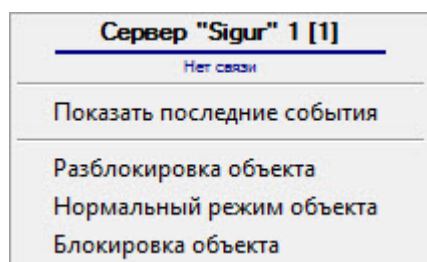 Сервер "Sigur" 1 [1]
Нет связи
Показать последние события
Разблокировка объекта
Нормальный режим объекта
Блокировка объекта